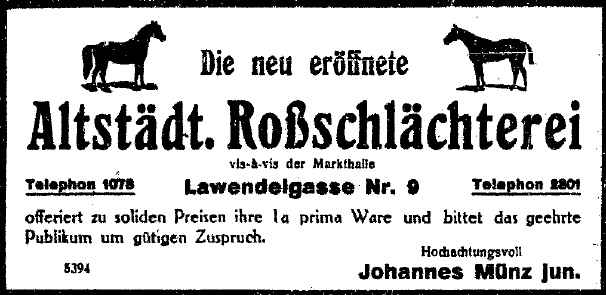 Die neu eröffnete
Altstädt. Roßschlächterei
vis-à-vis der Markthalle
Telephon 1078 Lawendelgasse Nr. 9 Telephon 2801
offeriert zu soliden Preisen ihre 1a prima Ware und bittet das geehrte
Publikum um gütigen Zuspruch.
Hochachtungsvoll
5394 Johannes Münz jun.